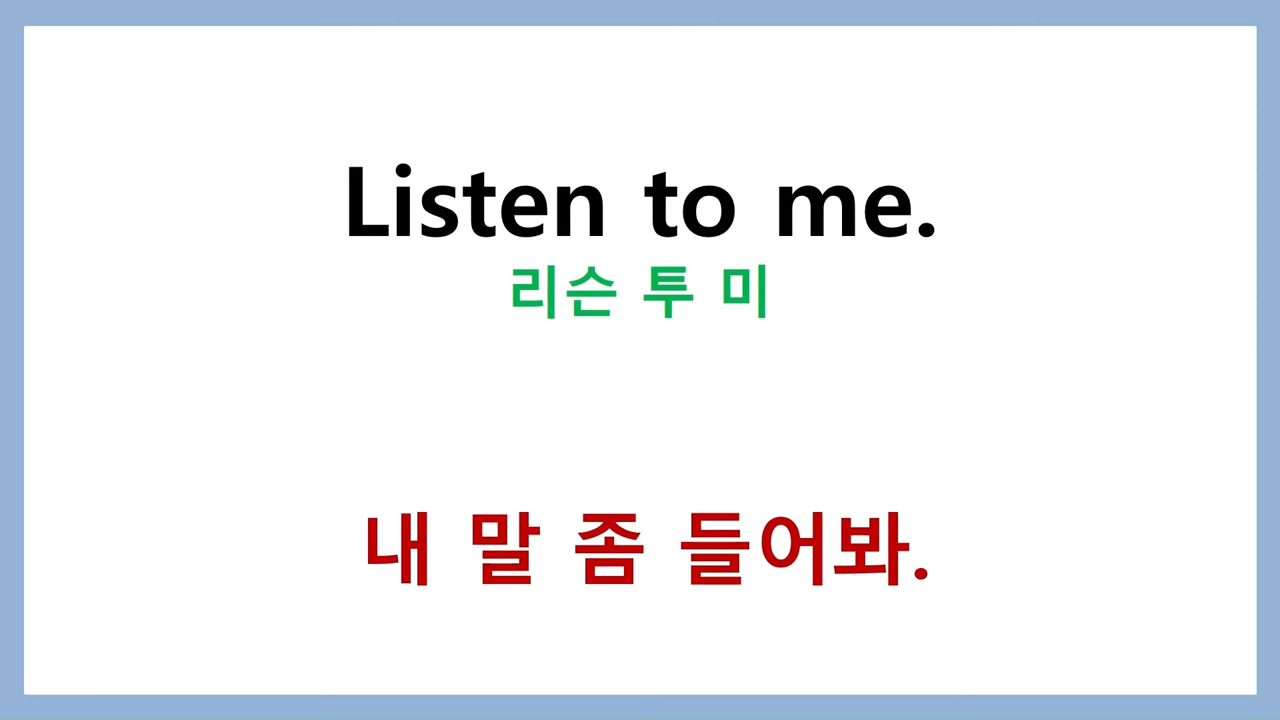 Listen to me.
리슨 투 미
내 말 좀 들어봐.